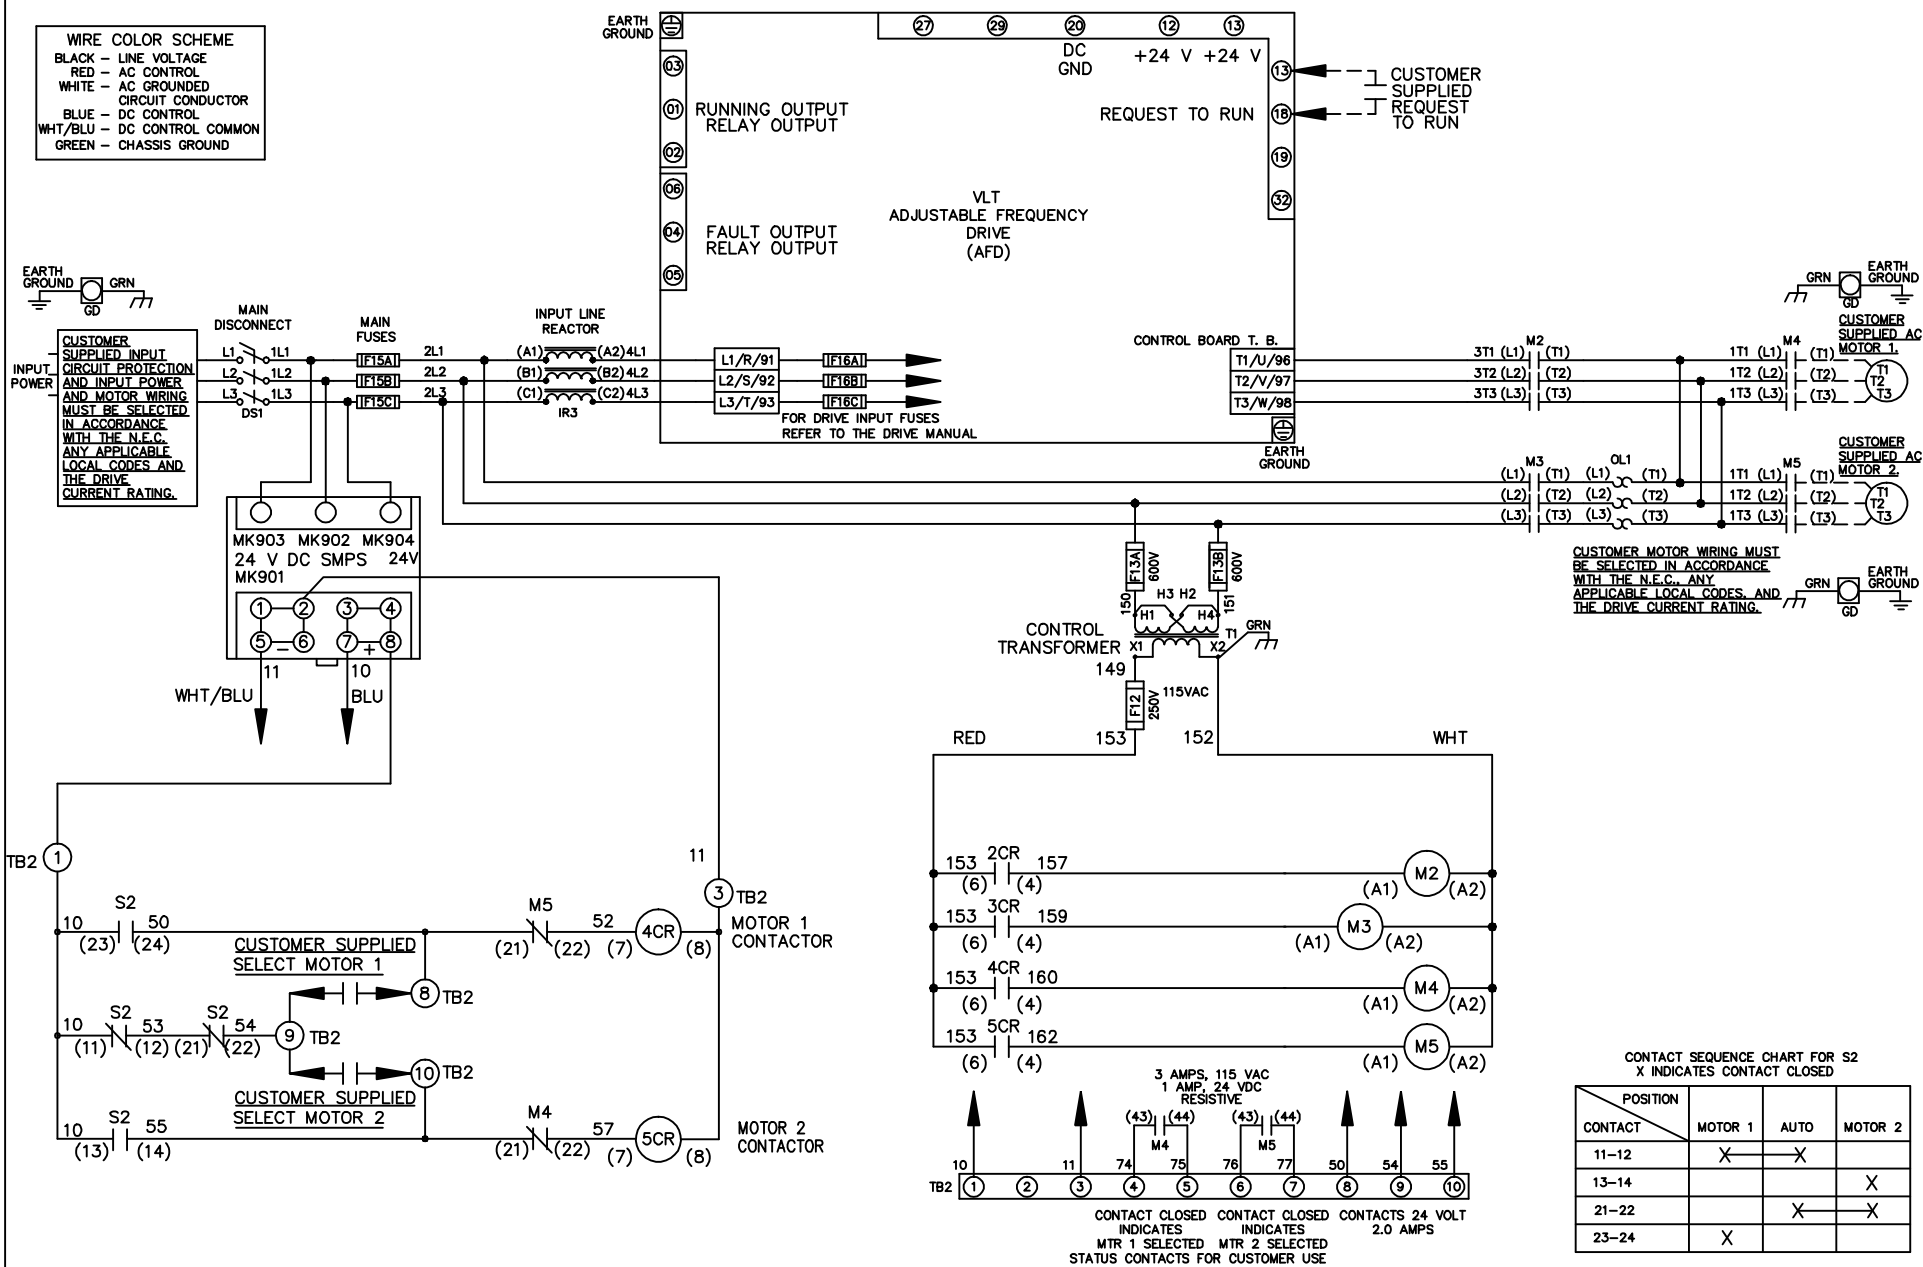 WIRE COLOR SCHEME
BLACK – LINE VOLTAGE
RED – AC CONTROL
WHITE – AC GROUNDED
CIRCUIT CONDUCTOR
BLUE – DC CONTROL
WHT/BLU – DC CONTROL COMMON
GREEN – CHASSIS GROUND
EARTH
GROUND
27 29 20 12 13
DC
GND
+24 V +24 V
03
01
02
RUNNING OUTPUT
RELAY OUTPUT
06
04
05
FAULT OUTPUT
RELAY OUTPUT
13
18
19
32
REQUEST TO RUN
CUSTOMER
SUPPLIED
REQUEST
TO RUN
VLT
ADJUSTABLE FREQUENCY
DRIVE
(AFD)
EARTH
GROUND
GRN
GD
INPUT
POWER
CUSTOMER
SUPPLIED INPUT
CIRCUIT PROTECTION
AND INPUT POWER
AND MOTOR WIRING
MUST BE SELECTED
IN ACCORDANCE
WITH THE N.E.C.
ANY APPLICABLE
LOCAL CODES AND
THE DRIVE
CURRENT RATING.
MAIN
DISCONNECT
MAIN
FUSES
INPUT LINE
REACTOR
L1 1L1 F15A 2L1 (A1) (A2) 4L1 L1/R/91 F16A
L2 1L2 F15B 2L2 (B1) (B2) 4L2 L2/S/92 F16B
L3 1L3 F15C 2L3 (C1) (C2) 4L3 L3/T/93 F16C
DS1
IR3
FOR DRIVE INPUT FUSES
REFER TO THE DRIVE MANUAL
CONTROL BOARD T. B.
T1/U/96
T2/V/97
T3/W/98
EARTH
GROUND
M2
3T1 (L1) (T1)
3T2 (L2) (T2)
3T3 (L3) (T3)
M4
1T1 (L1) (T1)
1T2 (L2) (T2)
1T3 (L3) (T3)
T1
T2
T3
GRN
GD
EARTH
GROUND
CUSTOMER
SUPPLIED AC
MOTOR 1.
M3 OL1
(L1) (T1) (L1) (T1)
(L2) (T2) (L2) (T2)
(L3) (T3) (L3) (T3)
M5
1T1 (L1) (T1)
1T2 (L2) (T2)
1T3 (L3) (T3)
T1
T2
T3
CUSTOMER
SUPPLIED AC
MOTOR 2.
CUSTOMER MOTOR WIRING MUST
BE SELECTED IN ACCORDANCE
WITH THE N.E.C., ANY
APPLICABLE LOCAL CODES, AND
THE DRIVE CURRENT RATING.
GRN
GD
EARTH
GROUND
MK903 MK902 MK904
24 V DC SMPS 24V
MK901
1 2 3 4
5 – 6 7 + 8
11 10
WHT/BLU BLU
F13A 600V F13B 600V
150 151
H3 H2
H1 H4
CONTROL
TRANSFORMER
X1 X2 T1 GRN
149
F12 250V 115VAC
153 152
RED WHT
153 2CR 157 M2
(6) (4) (A1) (A2)
153 3CR 159 M3
(6) (4) (A1) (A2)
153 4CR 160 M4
(6) (4) (A1) (A2)
153 5CR 162 M5
(6) (4) (A1) (A2)
TB2 1
11
3 TB2
10 S2 50 M5 52 4CR
(23) (24) (21) (22) (7) (8)
MOTOR 1
CONTACTOR
CUSTOMER SUPPLIED
SELECT MOTOR 1
8 TB2
10 S2 53 S2 54 9 TB2
(11) (12) (21) (22)
10 TB2
CUSTOMER SUPPLIED
SELECT MOTOR 2
10 S2 55 M4 57 5CR
(13) (14) (21) (22) (7) (8)
MOTOR 2
CONTACTOR
3 AMPS, 115 VAC
1 AMP, 24 VDC
RESISTIVE
(43) (44) (43) (44)
M4 M5
10 11 74 75 76 77 50 54 55
TB2 1 2 3 4 5 6 7 8 9 10
CONTACT CLOSED
INDICATES
MTR 1 SELECTED
CONTACT CLOSED
INDICATES
MTR 2 SELECTED
STATUS CONTACTS FOR CUSTOMER USE
CONTACTS 24 VOLT
2.0 AMPS
CONTACT SEQUENCE CHART FOR S2
X INDICATES CONTACT CLOSED
POSITION
CONTACT MOTOR 1 AUTO MOTOR 2
11–12 X X
13–14 X
21–22 X X
23–24 X